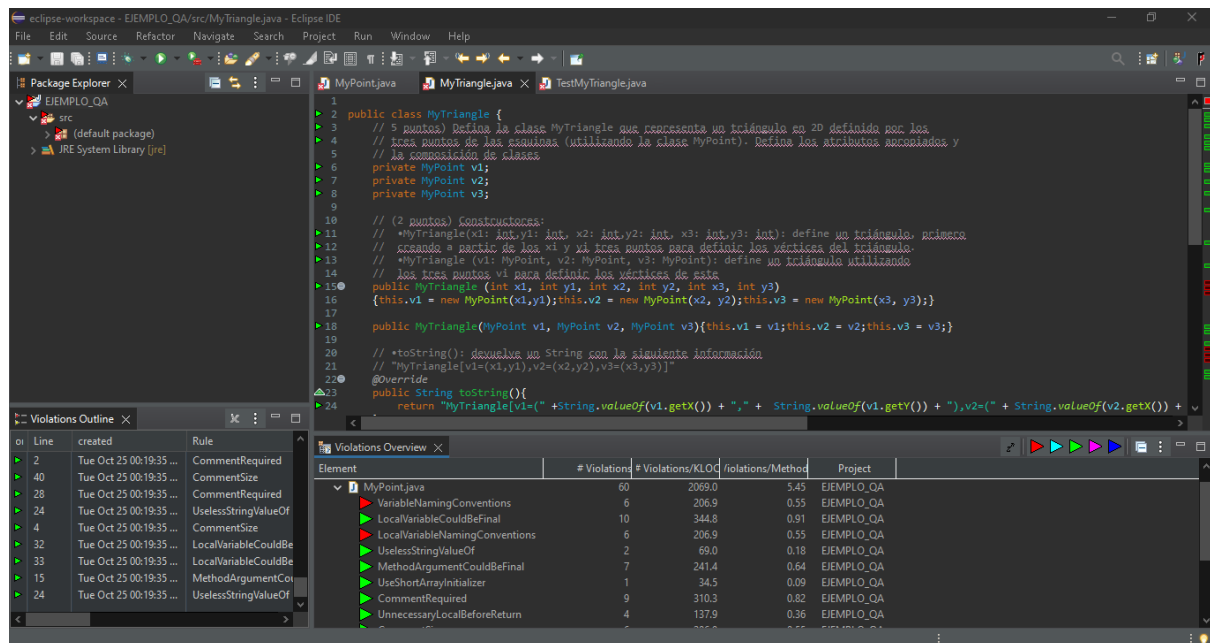 eclipse-workspace - EJEMPLO_QA/src/MyTriangle.java - Eclipse IDE
File Edit Source Refactor Navigate Search Project Run Window Help
Package Explorer
EJEMPLO_QA
src
(default package)
JRE System Library [jre]
MyPoint.java MyTriangle.java TestMyTriangle.java
1
2 public class MyTriangle {
3 // 5 puntos) Defina la clase MyTriangle que representa un triángulo en 2D definido por los
4 // tres puntos de las esquinas (utilizando la clase MyPoint). Defina los atributos apropiados y
5 // la composición de clases
6 private MyPoint v1;
7 private MyPoint v2;
8 private MyPoint v3;
9
10 // (2 puntos) Constructores:
11 // •MyTriangle(x1: int,y1: int, x2: int,y2: int, x3: int,y3: int): define un triángulo, primero
12 // creando a partir de los xi y yi tres puntos para definir los vértices del triángulo.
13 // •MyTriangle (v1: MyPoint, v2: MyPoint, v3: MyPoint): define un triángulo utilizando
14 // los tres puntos vi para definir los vértices de este
15 public MyTriangle (int x1, int y1, int x2, int y2, int x3, int y3)
16 {this.v1 = new MyPoint(x1,y1);this.v2 = new MyPoint(x2, y2);this.v3 = new MyPoint(x3, y3);}
17
18 public MyTriangle(MyPoint v1, MyPoint v2, MyPoint v3){this.v1 = v1;this.v2 = v2;this.v3 = v3;}
19
20 // •toString(): devuelve un String con la siguiente información
21 // "MyTriangle[v1=(x1,y1),v2=(x2,y2),v3=(x3,y3)]"
22 @Override
23 public String toString(){
24 return "MyTriangle[v1=(" +String.valueOf(v1.getX()) + "," + String.valueOf(v1.getY()) + "),v2=(" + String.valueOf(v2.getX()) +
Violations Outline
Line created Rule
2 Tue Oct 25 00:19:35 ... CommentRequired
40 Tue Oct 25 00:19:35 ... CommentSize
28 Tue Oct 25 00:19:35 ... CommentRequired
24 Tue Oct 25 00:19:35 ... UselessStringValueOf
4 Tue Oct 25 00:19:35 ... CommentSize
32 Tue Oct 25 00:19:35 ... LocalVariableCouldBe
33 Tue Oct 25 00:19:35 ... LocalVariableCouldBe
15 Tue Oct 25 00:19:35 ... MethodArgumentCou
24 Tue Oct 25 00:19:35 ... UselessStringValueOf
Violations Overview
Element # Violations # Violations/KLOC iolations/Method Project
MyPoint.java 60 2069.0 5.45 EJEMPLO_QA
VariableNamingConventions 6 206.9 0.55 EJEMPLO_QA
LocalVariableCouldBeFinal 10 344.8 0.91 EJEMPLO_QA
LocalVariableNamingConventions 6 206.9 0.55 EJEMPLO_QA
UselessStringValueOf 2 69.0 0.18 EJEMPLO_QA
MethodArgumentCouldBeFinal 7 241.4 0.64 EJEMPLO_QA
UseShortArrayInitializer 1 34.5 0.09 EJEMPLO_QA
CommentRequired 9 310.3 0.82 EJEMPLO_QA
UnnecessaryLocalBeforeReturn 4 137.9 0.36 EJEMPLO_QA